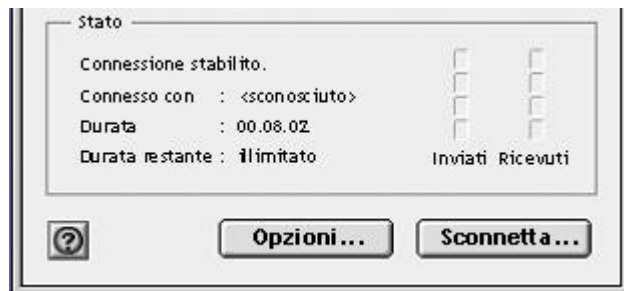 Stato
Connessione stabilito.
Connesso con : <sconosciuto>
Durata : 00.08.02
Durata restante : illimitato
Inviati Ricevuti
Opzioni... Sconnetta...